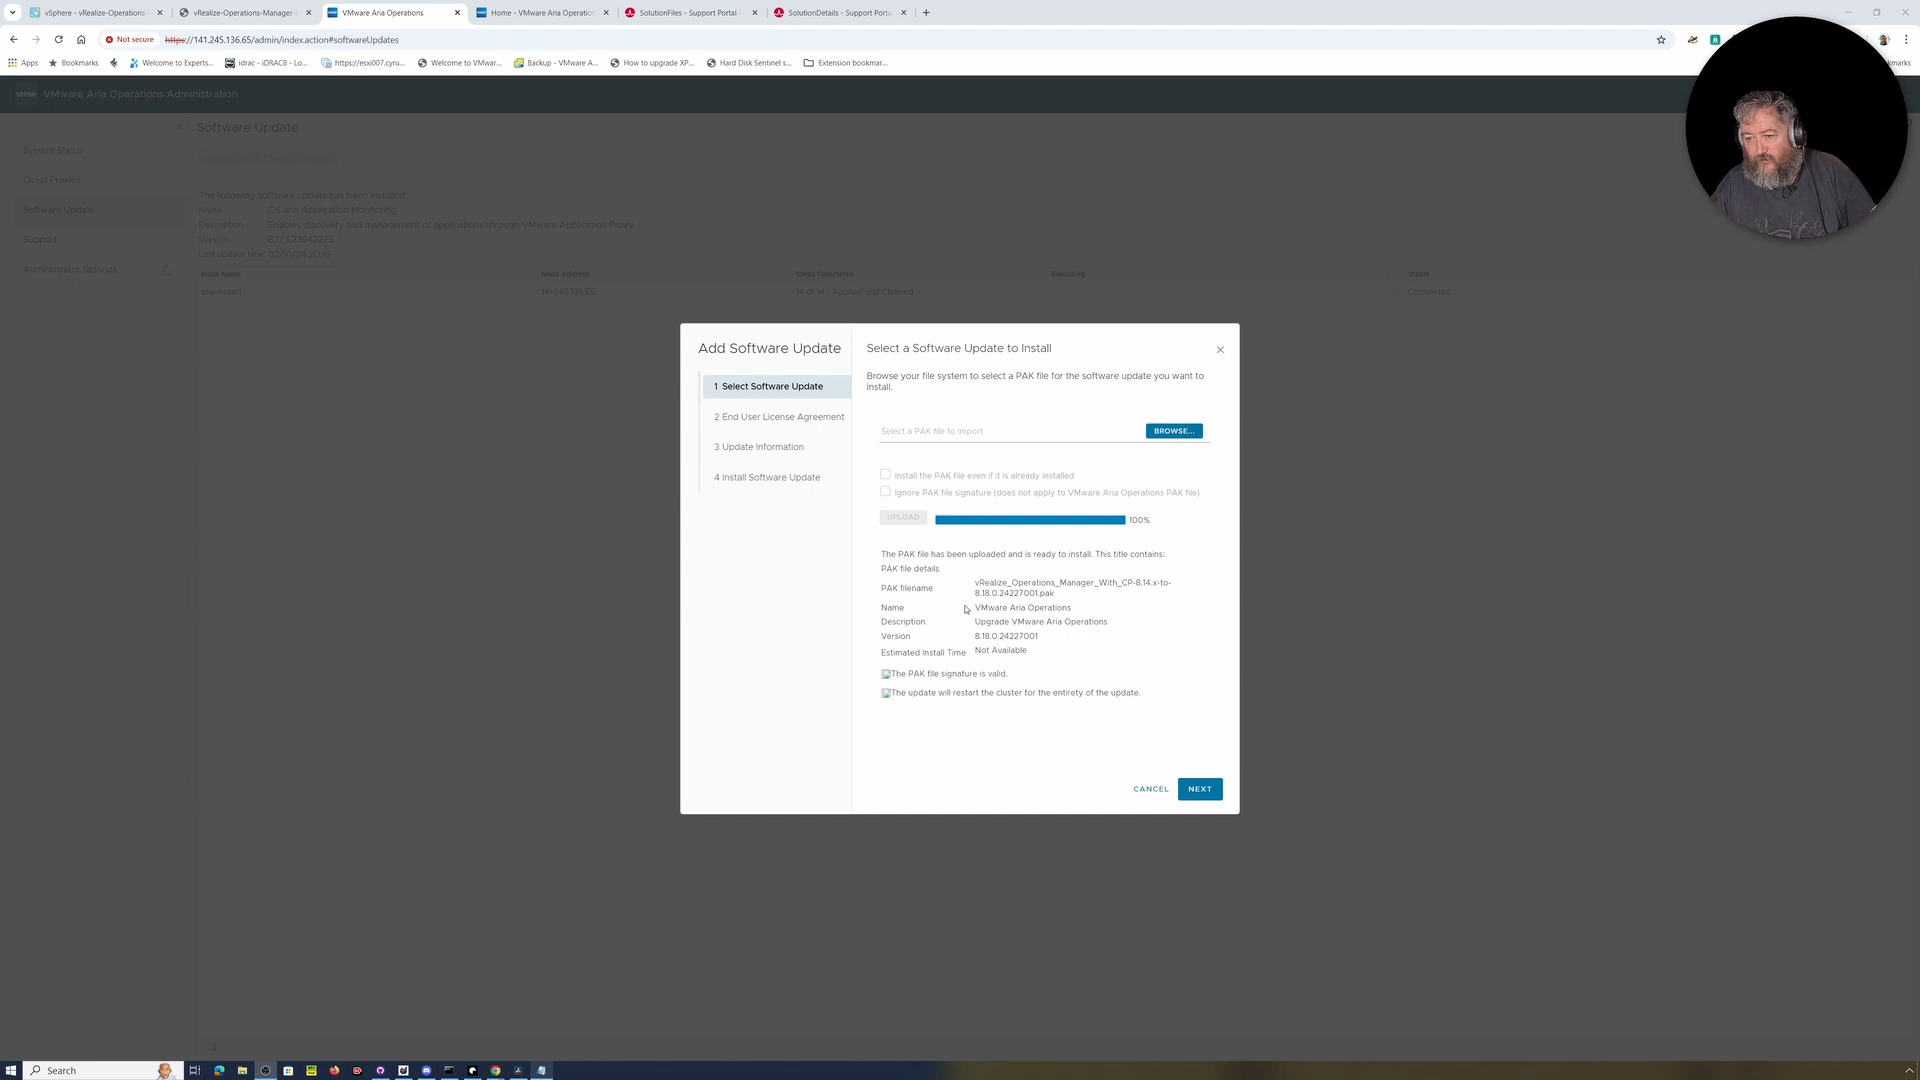 vSphere - vRealize-Operations
vRealize-Operations-Manager-
VMware Aria Operations
Home - VMware Aria Operation
SolutionFiles - Support Portal -
SolutionDetails - Support Porta
Not secure
https://141.245.136.65/admin/index.action#softwareUpdates
Apps
Bookmarks
Welcome to Experts...
idrac - iDRAC8 - Lo...
https://esxi007.cyru...
Welcome to VMwar...
Backup - VMware A...
How to upgrade XP...
Hard Disk Sentinel s...
Extension bookmar...
kmarks
vmw VMware Aria Operations Administration
Software Update
System Status
Cloud Proxies
Software Update
Support
Administrator Settings
The following software update has been installed:
Name OS and Application Monitoring
Description Enables discovery and management of applications through VMware Application Proxy.
Version 8.17.1.23642275
Last update time 02/10/24 20:16
Node Name Node Address Steps Completed Executing Status
aria-node1 141.245.136.65 14 of 14 Applied and Cleaned Completed
Add Software Update
1 Select Software Update
2 End User License Agreement
3 Update Information
4 Install Software Update
Select a Software Update to Install
Browse your file system to select a PAK file for the software update you want to
install.
Select a PAK file to import
BROWSE...
Install the PAK file even if it is already installed
Ignore PAK file signature (does not apply to VMware Aria Operations PAK file)
UPLOAD
100%
The PAK file has been uploaded and is ready to install. This title contains:
PAK file details
PAK filename vRealize_Operations_Manager_With_CP-8.14.x-to-
8.18.0.24227001.pak
Name VMware Aria Operations
Description Upgrade VMware Aria Operations
Version 8.18.0.24227001
Estimated Install Time Not Available
The PAK file signature is valid.
The update will restart the cluster for the entirety of the update.
CANCEL
NEXT
Search